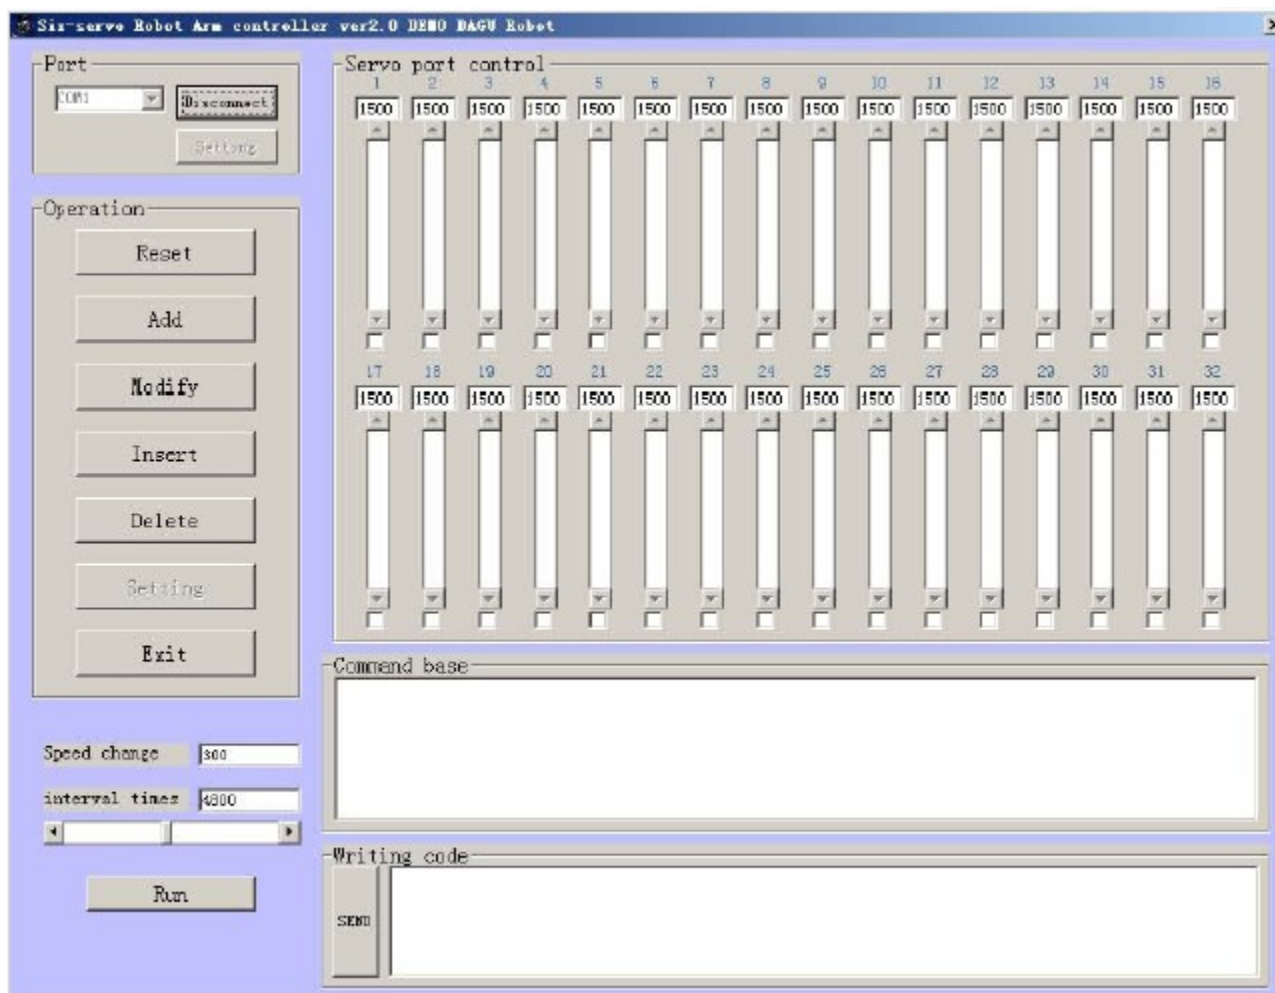 Six-servo Robot Arm controller ver2.0 DEMO DAGU Robot
Port
COM1
Disconnect
Setting
Operation
Reset
Add
Modify
Insert
Delete
Setting
Exit
Speed change 300
interval times 4800
Run
Servo port control
1 2 3 4 5 6 7 8 9 10 11 12 13 14 15 16
1500 1500 1500 1500 1500 1500 1500 1500 1500 1500 1500 1500 1500 1500 1500 1500
17 18 19 20 21 22 23 24 25 26 27 28 29 30 31 32
1500 1500 1500 1500 1500 1500 1500 1500 1500 1500 1500 1500 1500 1500 1500 1500
Command base
Writing code
SEND